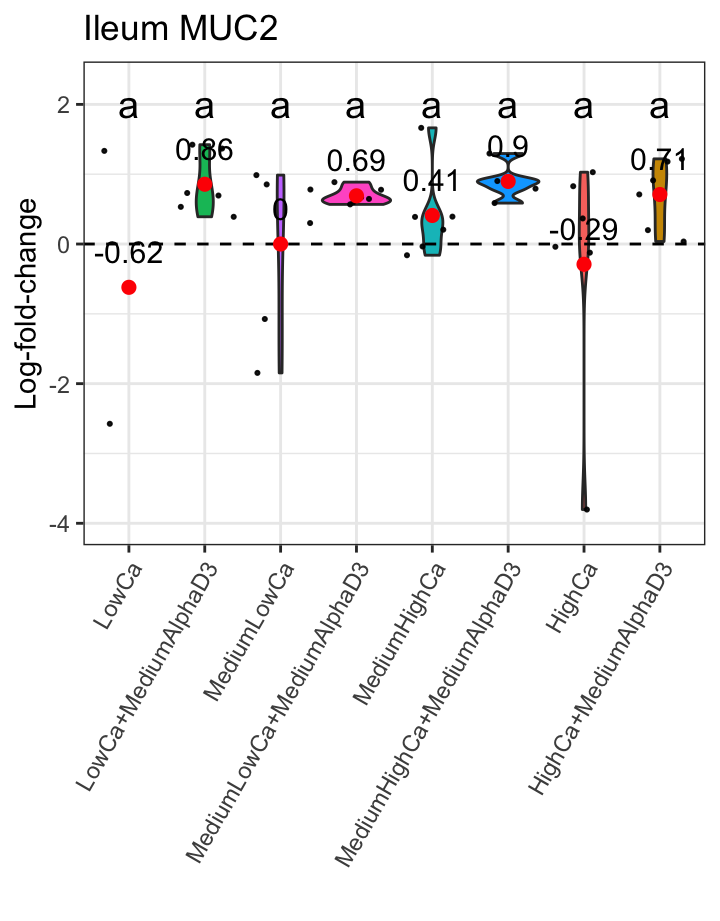 Ileum MUC2
Log-fold-change
2
0
-2
-4
a a a a a a a a
-0.62
0.86
0
0.69
0.41
0.9
-0.29
0.71
LowCa
LowCa+MediumAlphaD3
MediumLowCa
MediumLowCa+MediumAlphaD3
MediumHighCa
MediumHighCa+MediumAlphaD3
HighCa
HighCa+MediumAlphaD3